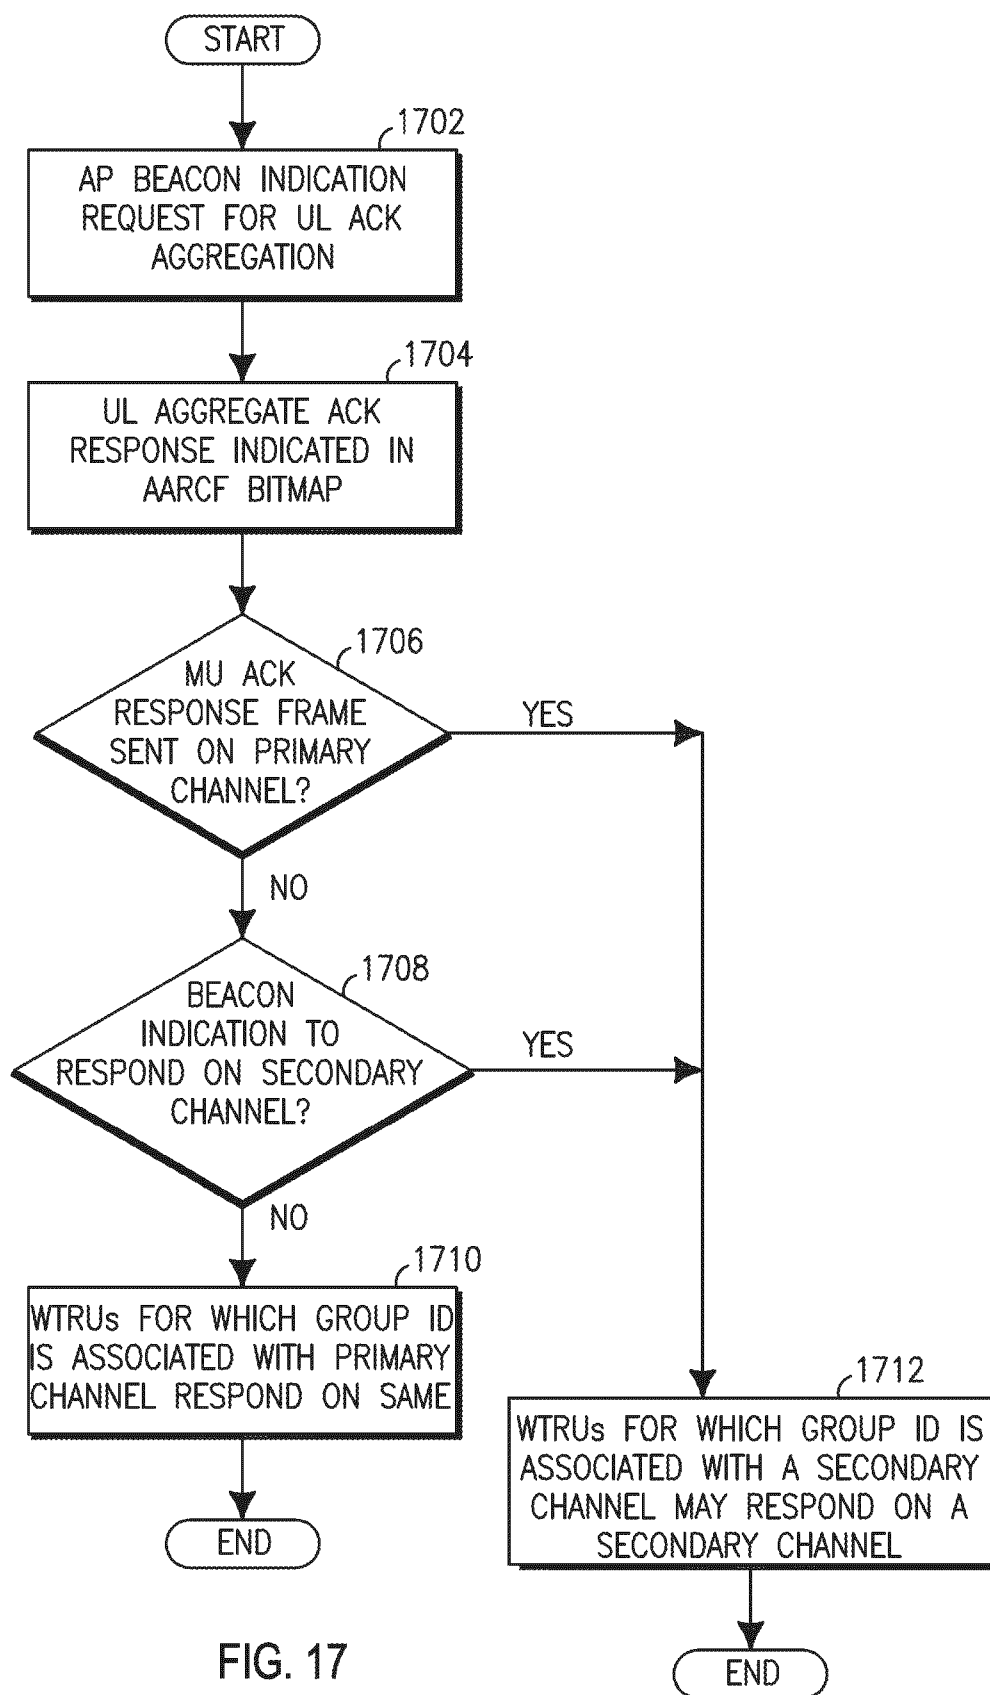 START
1702
AP BEACON INDICATION
REQUEST FOR UL ACK
AGGREGATION
1704
UL AGGREGATE ACK
RESPONSE INDICATED IN
AARCF BITMAP
1706
MU ACK
RESPONSE FRAME
SENT ON PRIMARY
CHANNEL?
YES
NO
1708
BEACON
INDICATION TO
RESPOND ON SECONDARY
CHANNEL?
YES
NO
1710
WTRUs FOR WHICH GROUP ID
IS ASSOCIATED WITH PRIMARY
CHANNEL RESPOND ON SAME
END
1712
WTRUs FOR WHICH GROUP ID IS
ASSOCIATED WITH A SECONDARY
CHANNEL MAY RESPOND ON A
SECONDARY CHANNEL
END
FIG. 17